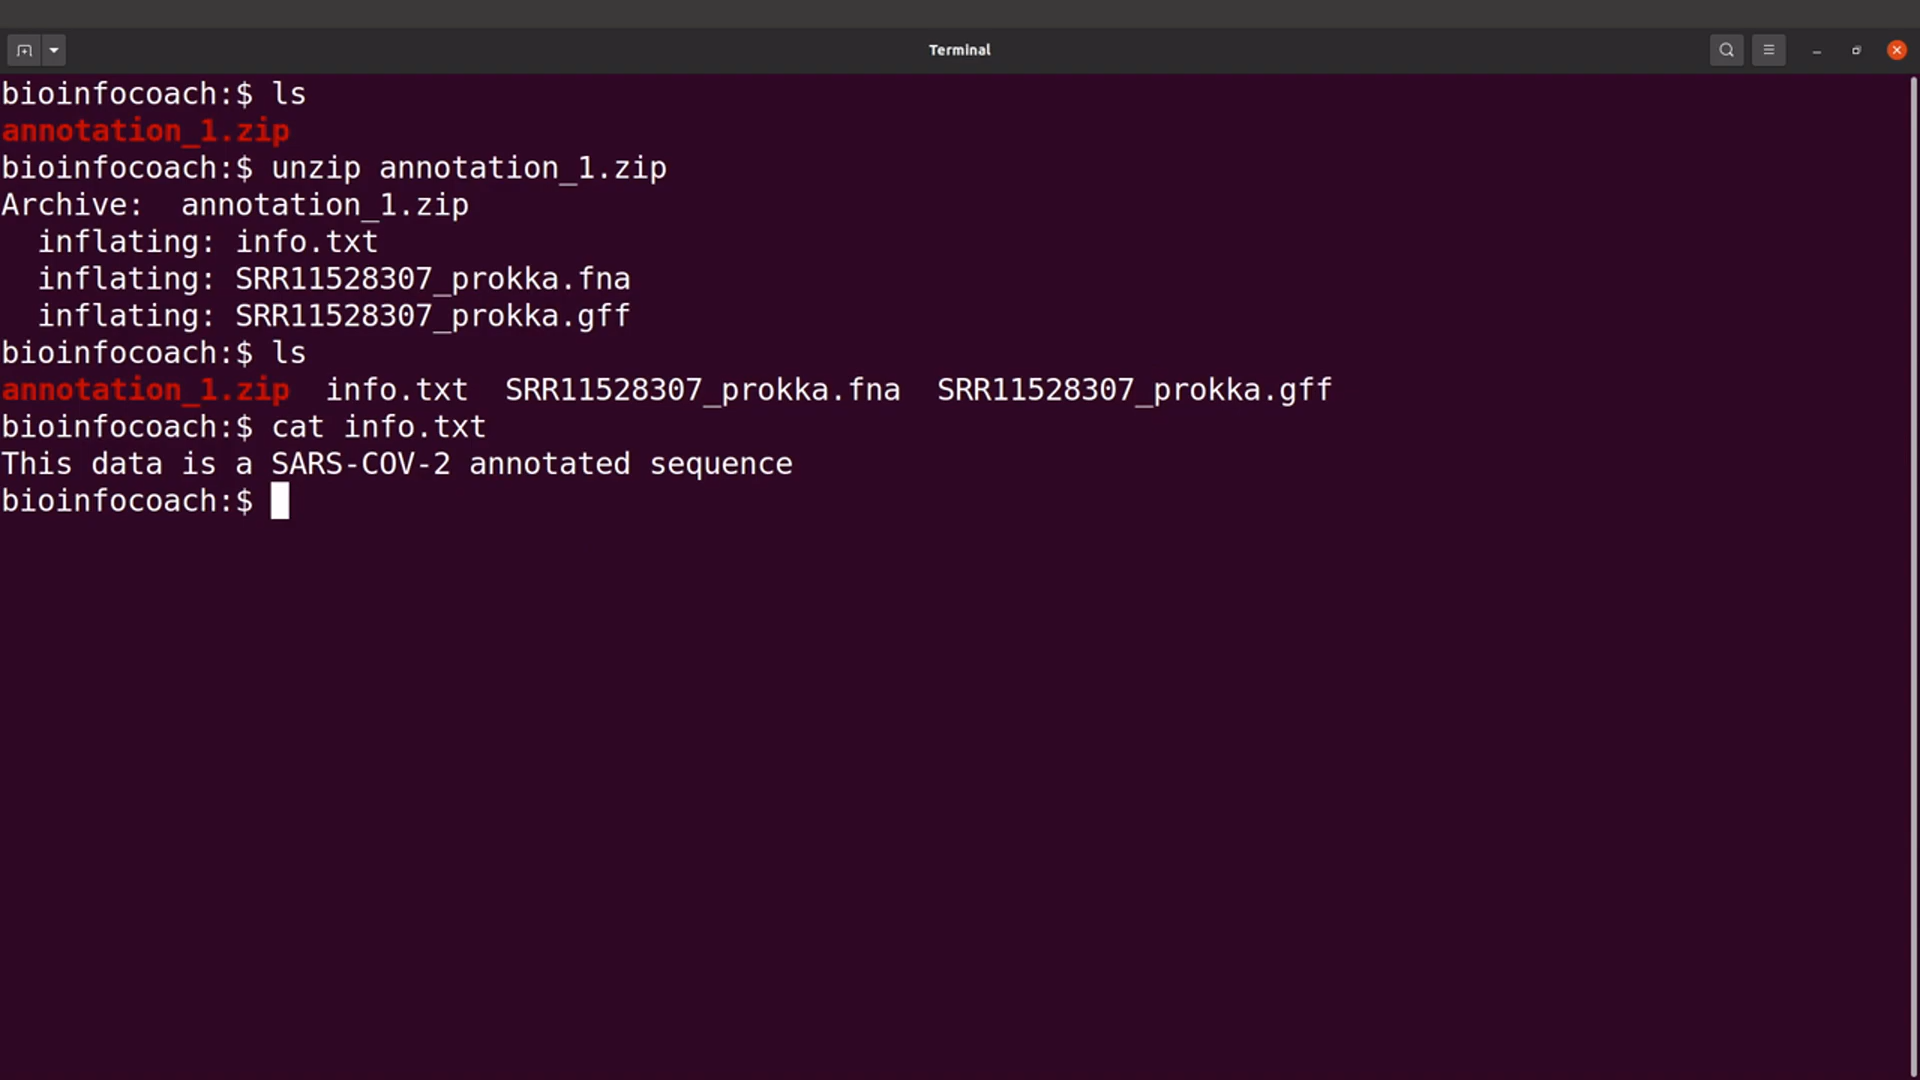 Terminal
bioinfocoach:$ ls
annotation_1.zip
bioinfocoach:$ unzip annotation_1.zip
Archive:  annotation_1.zip
  inflating: info.txt
  inflating: SRR11528307_prokka.fna
  inflating: SRR11528307_prokka.gff
bioinfocoach:$ ls
annotation_1.zip  info.txt  SRR11528307_prokka.fna  SRR11528307_prokka.gff
bioinfocoach:$ cat info.txt
This data is a SARS-COV-2 annotated sequence
bioinfocoach:$